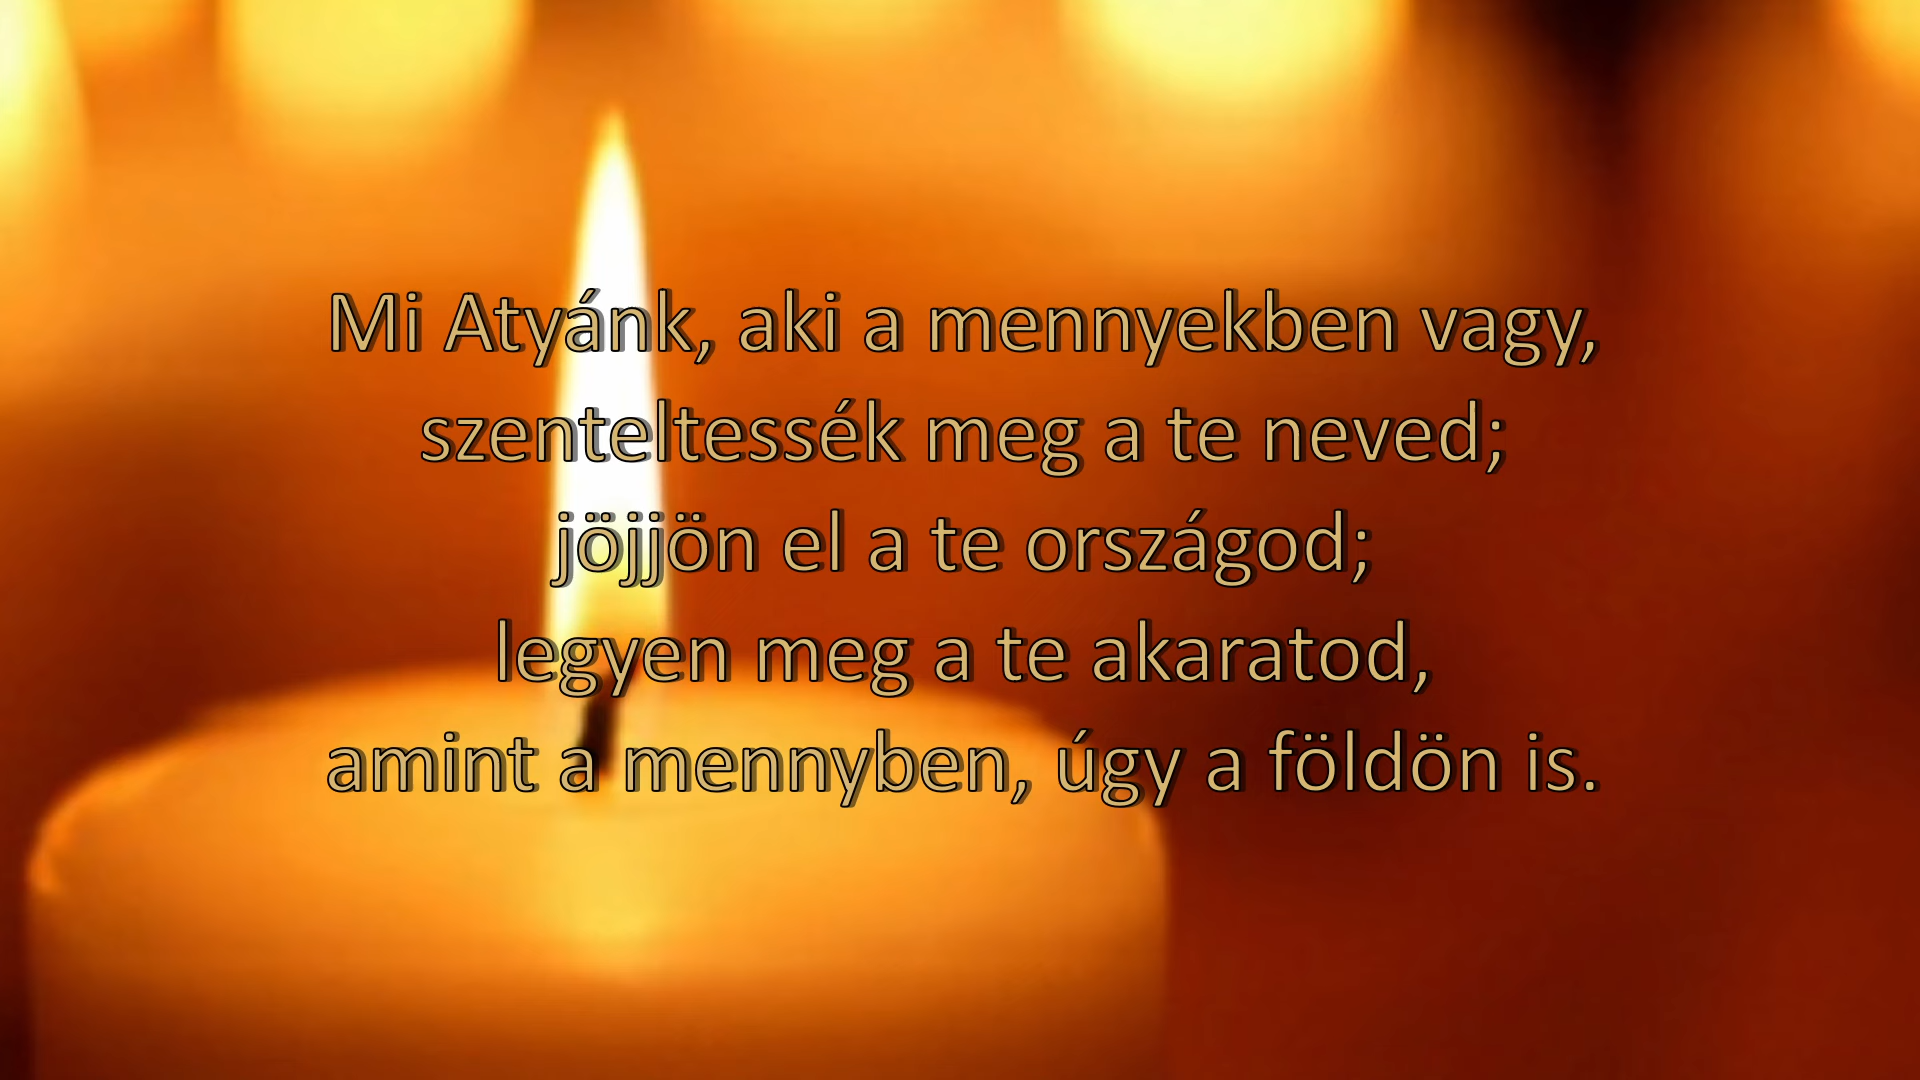 Mi Atyánk, aki a mennyekben vagy,
szenteltessék meg a te neved;
jöjjön el a te országod;
legyen meg a te akaratod,
amint a mennyben, úgy a földön is.